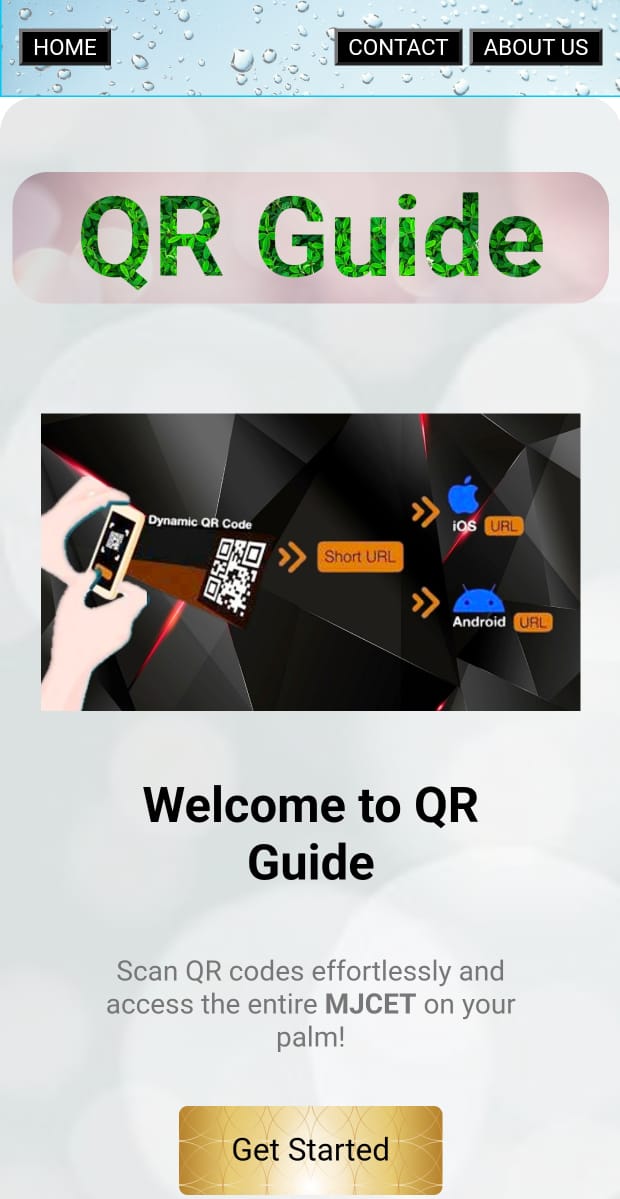 HOME
CONTACT
ABOUT US
QR Guide
Dynamic QR Code
Short URL
iOS URL
Android URL
Welcome to QR
Guide
Scan QR codes effortlessly and
access the entire MJCET on your
palm!
Get Started